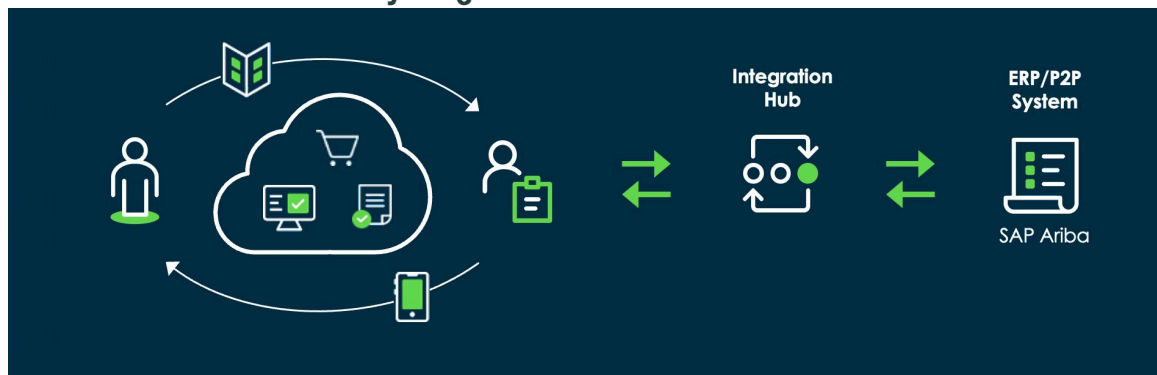 Integration
Hub
ERP/P2P
System
SAP Ariba